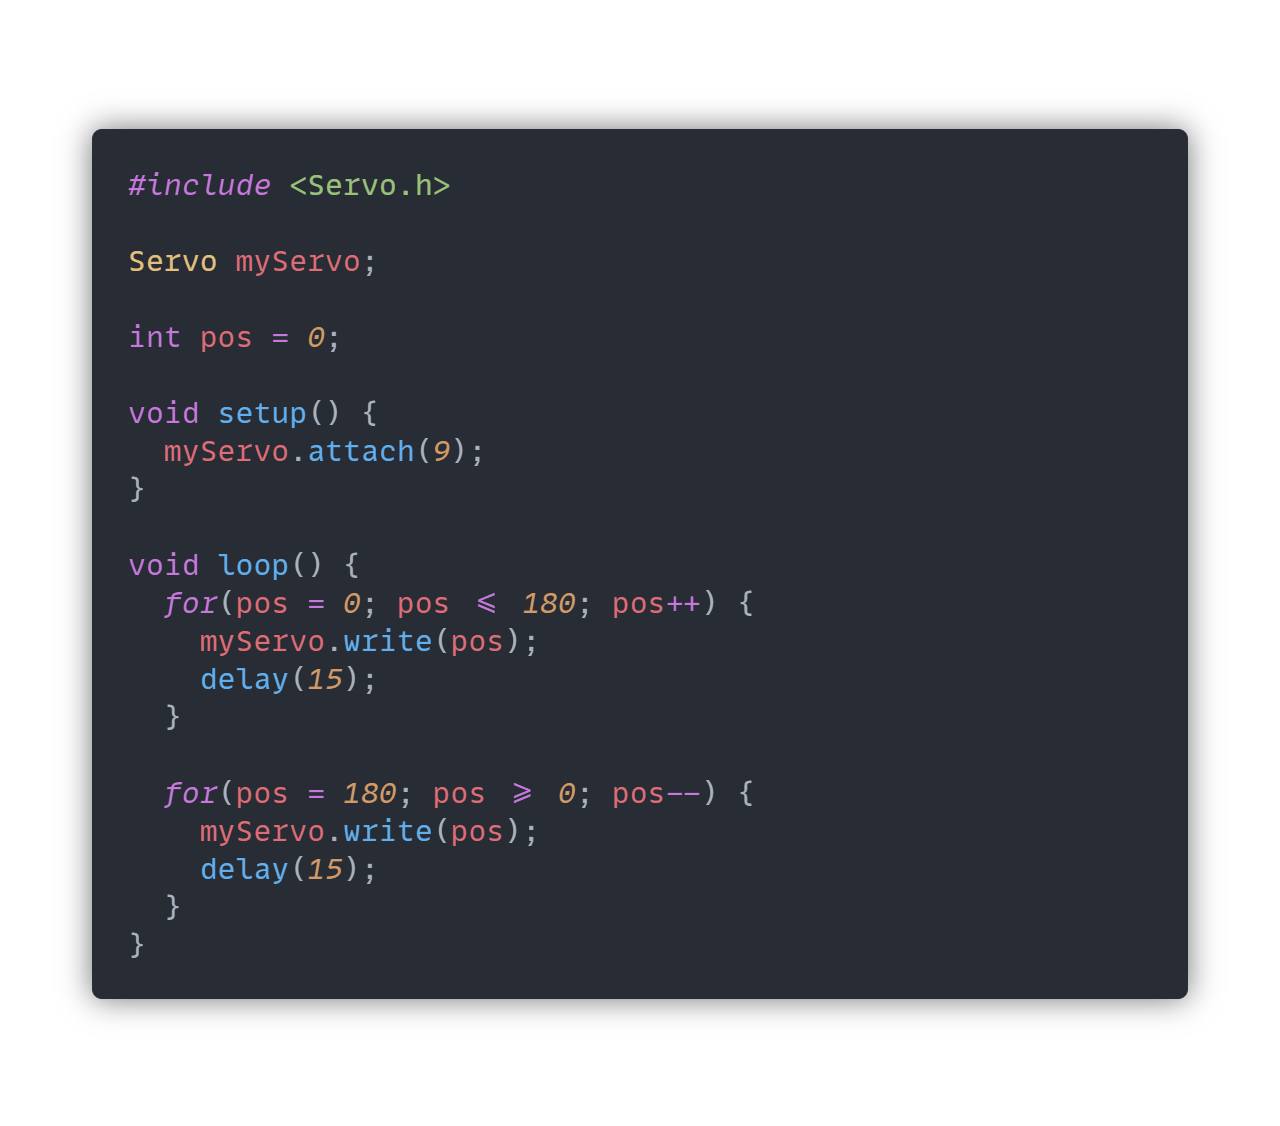 #include <Servo.h>

Servo myServo;

int pos = 0;

void setup() {
  myServo.attach(9);
}

void loop() {
  for(pos = 0; pos <= 180; pos++) {
    myServo.write(pos);
    delay(15);
  }

  for(pos = 180; pos >= 0; pos--) {
    myServo.write(pos);
    delay(15);
  }
}